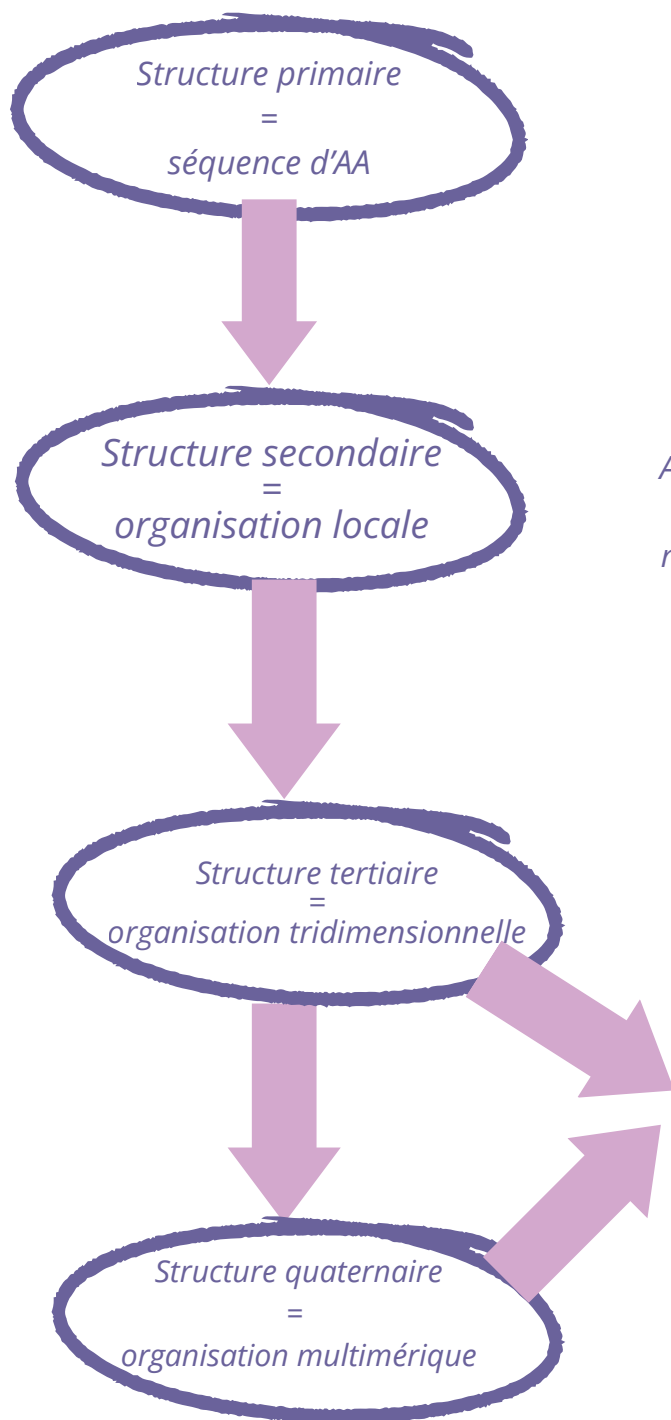 Structure primaire
=
séquence d'AA
Structure secondaire
=
organisation locale
Structure tertiaire
=
organisation tridimensionnelle
Structure quaternaire
=
organisation multimérique